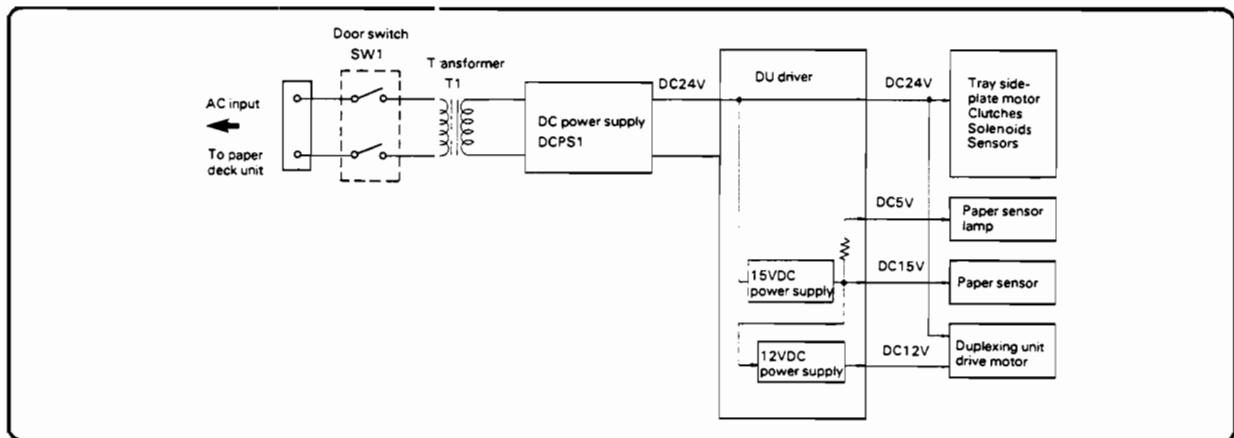 Door switch
SW1
Transformer
T1
AC input
To paper
deck unit
DC power supply
DCPS1
DC24V
DU driver
DC24V
Tray side-
plate motor
Clutches
Solenoids
Sensors
DC5V
Paper sensor
lamp
15VDC
power supply
DC15V
Paper sensor
12VDC
power supply
DC12V
Duplexing unit
drive motor